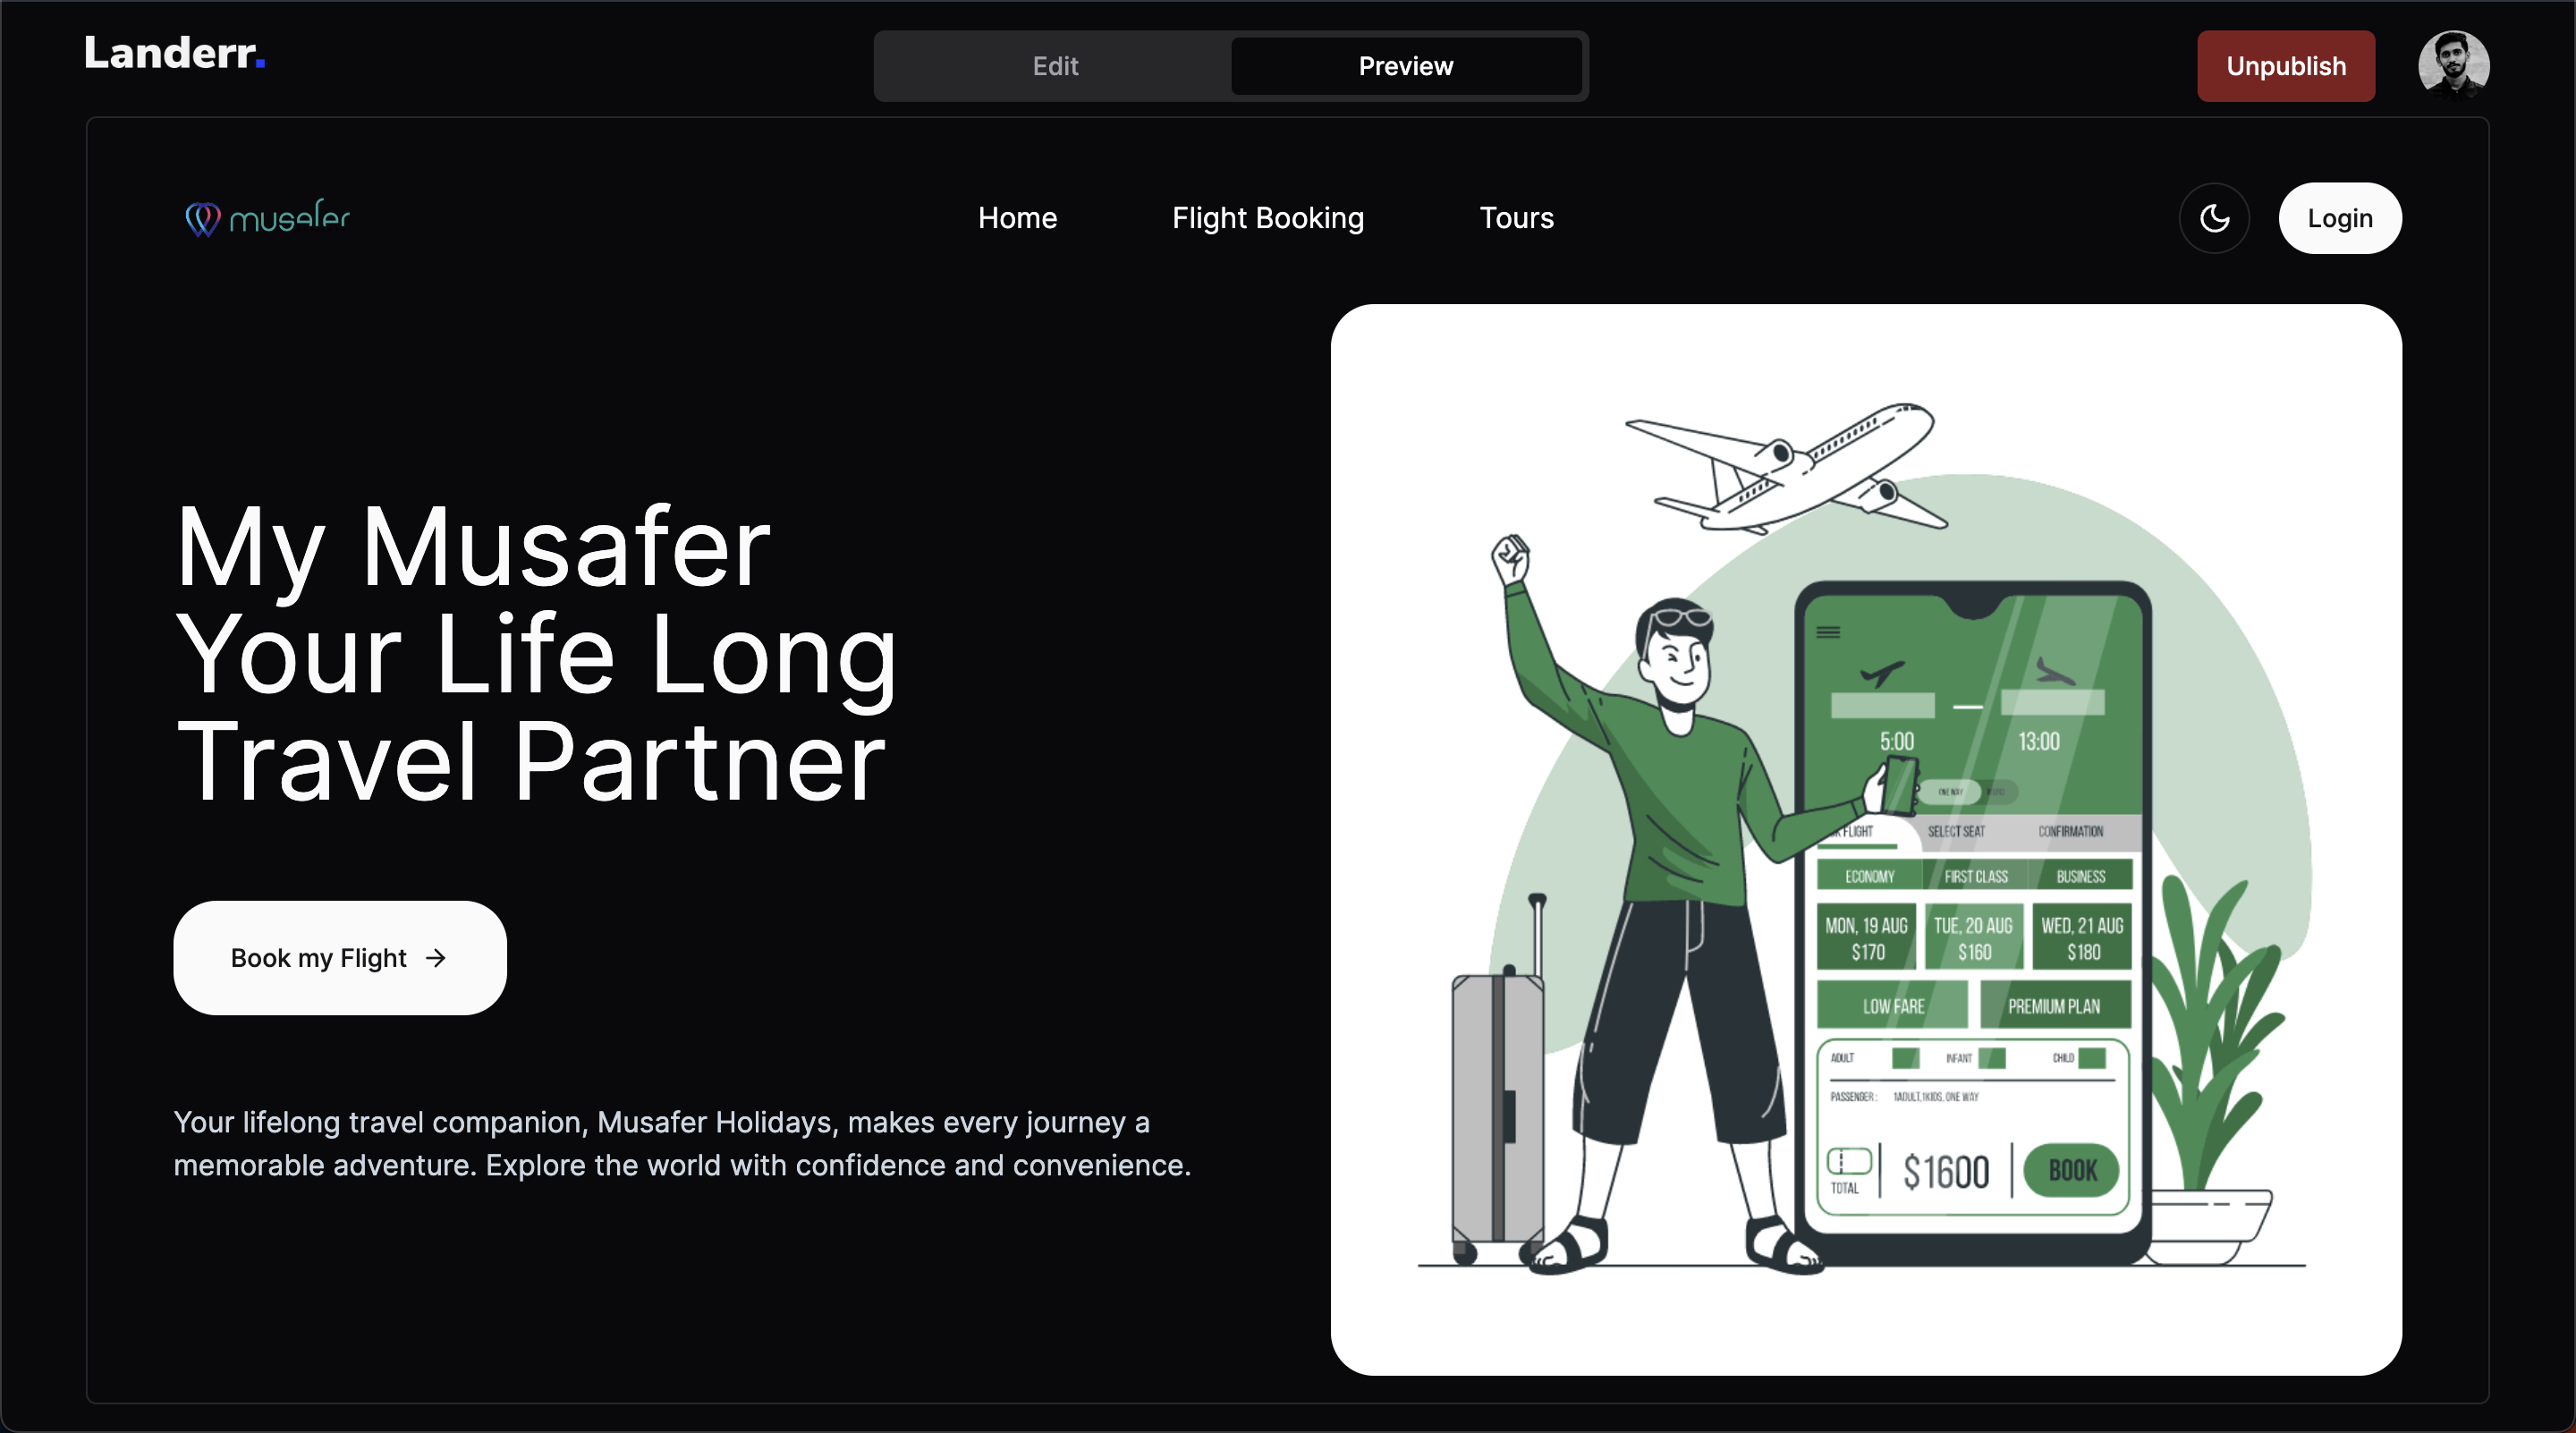 Landerr.
Edit
Preview
Unpublish
musafer
Home
Flight Booking
Tours
Login
My Musafer
Your Life Long
Travel Partner
Book my Flight →
Your lifelong travel companion, Musafer Holidays, makes every journey a
memorable adventure. Explore the world with confidence and convenience.
5:00
13:00
ONE WAY
FLIGHT
SELECT SEAT
CONFIRMATION
ECONOMY
FIRST CLASS
BUSINESS
MON, 19 AUG
$170
TUE, 20 AUG
$160
WED, 21 AUG
$180
LOW FARE
PREMIUM PLAN
ADULT
INFANT
CHILD
PASSENGER : 1ADULT,1KIDS, ONE WAY
TOTAL
$1600
BOOK